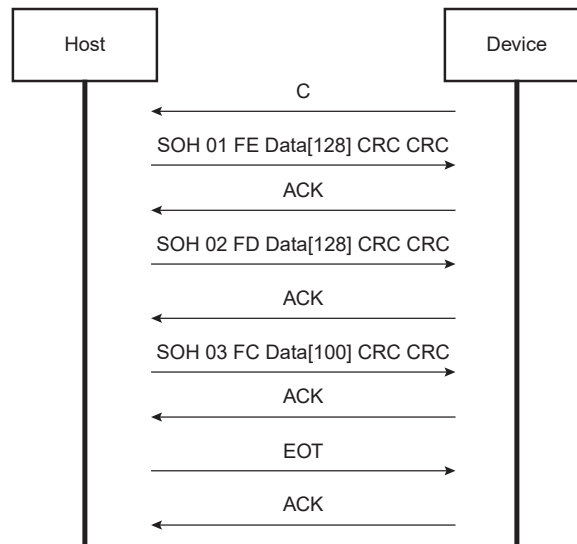 Host
Device
C
SOH 01 FE Data[128] CRC CRC
ACK
SOH 02 FD Data[128] CRC CRC
ACK
SOH 03 FC Data[100] CRC CRC
ACK
EOT
ACK